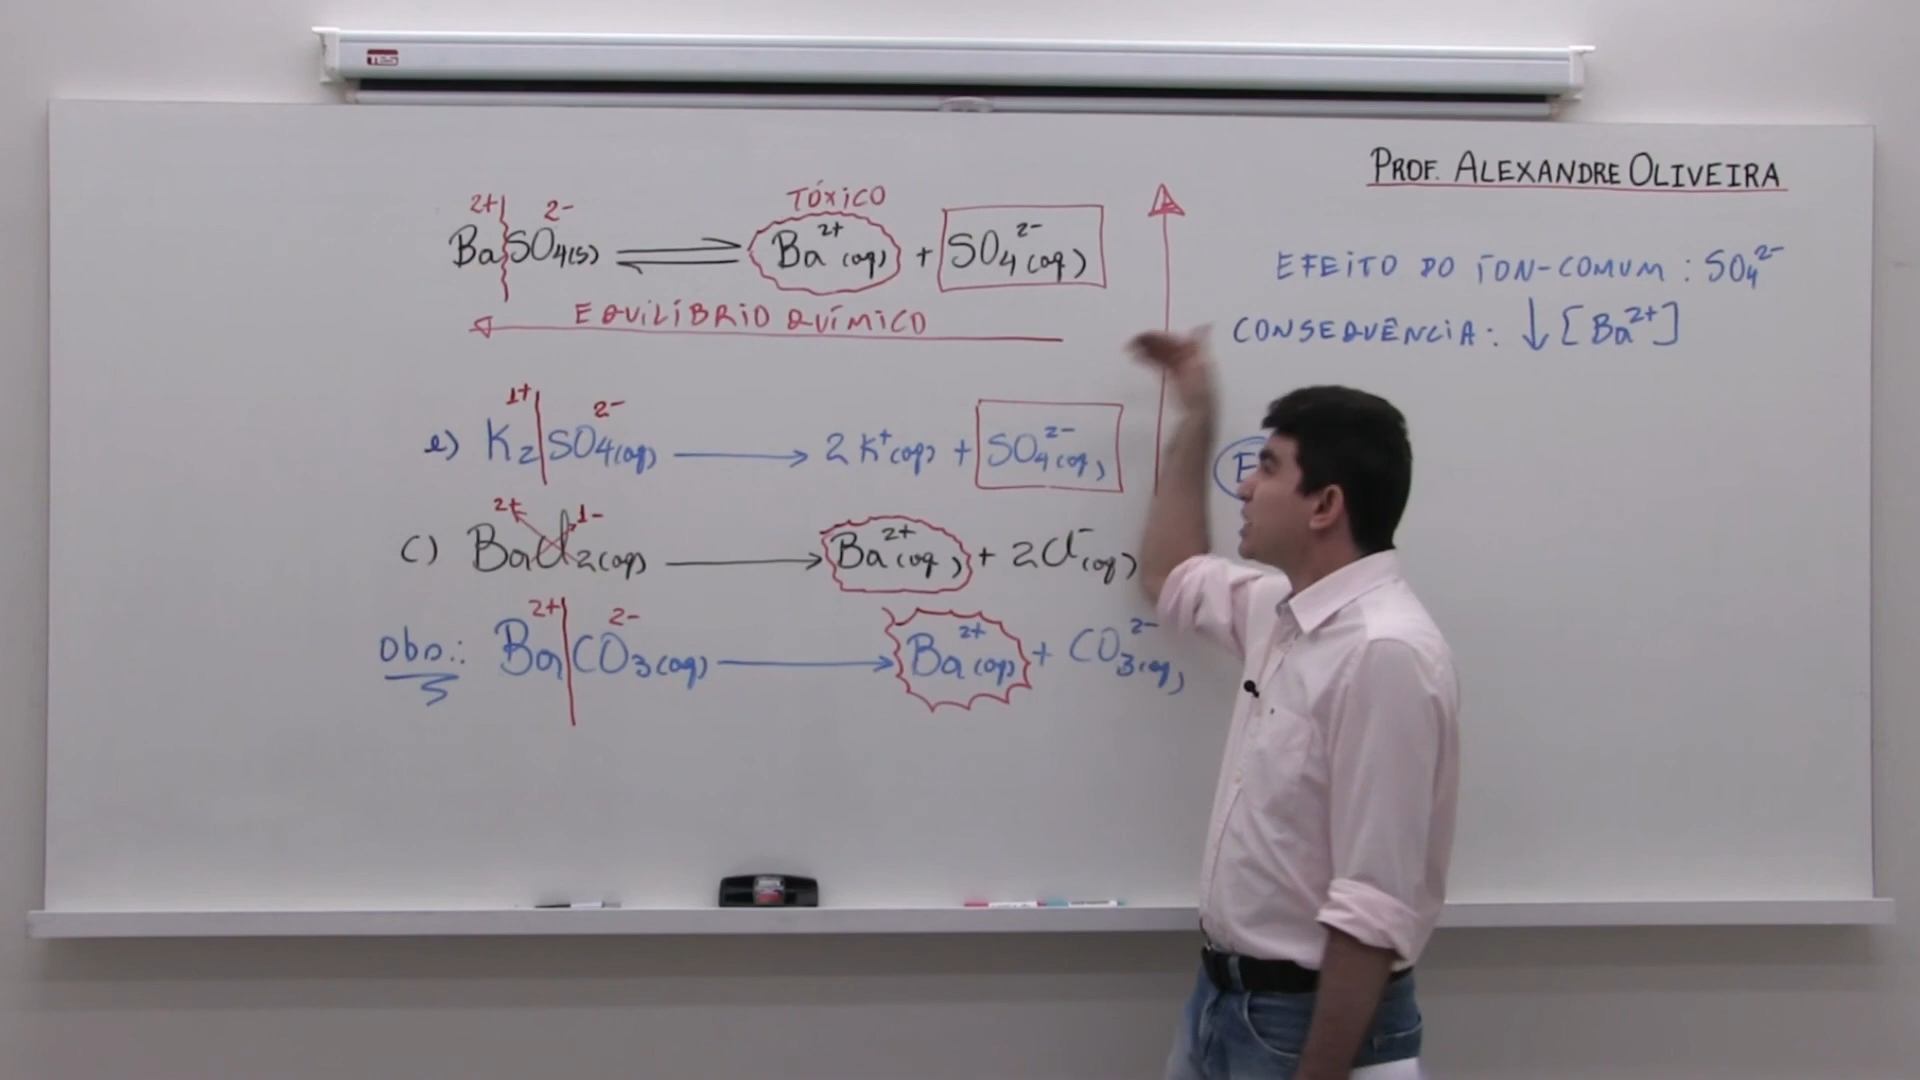 PROF. ALEXANDRE OLIVEIRA
TÓXICO
2+ 2-
BaSO₄(s) ⇌ Ba²⁺(aq) + SO₄²⁻(aq)
EQUILÍBRIO QUÍMICO
EFEITO DO ÍON-COMUM : SO₄²⁻
CONSEQUÊNCIA: ↓ [Ba²⁺]
1+ 2-
e) K₂SO₄(aq) → 2K⁺(aq) + SO₄²⁻(aq)
E
2+ 1-
C) BaCl₂(aq) → Ba²⁺(aq) + 2Cl⁻(aq)
2+ 2-
Obs.: BaCO₃(aq) → Ba²⁺(aq) + CO₃²⁻(aq)